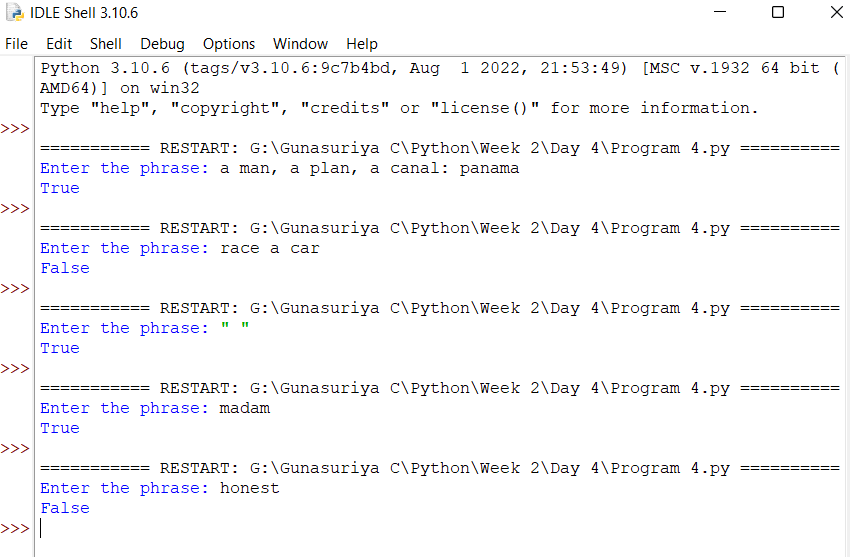 IDLE Shell 3.10.6
File Edit Shell Debug Options Window Help
Python 3.10.6 (tags/v3.10.6:9c7b4bd, Aug  1 2022, 21:53:49) [MSC v.1932 64 bit (
AMD64)] on win32
Type "help", "copyright", "credits" or "license()" for more information.
>>>
=========== RESTART: G:\Gunasuriya C\Python\Week 2\Day 4\Program 4.py ==========
Enter the phrase: a man, a plan, a canal: panama
True
>>>
=========== RESTART: G:\Gunasuriya C\Python\Week 2\Day 4\Program 4.py ==========
Enter the phrase: race a car
False
>>>
=========== RESTART: G:\Gunasuriya C\Python\Week 2\Day 4\Program 4.py ==========
Enter the phrase: " "
True
>>>
=========== RESTART: G:\Gunasuriya C\Python\Week 2\Day 4\Program 4.py ==========
Enter the phrase: madam
True
>>>
=========== RESTART: G:\Gunasuriya C\Python\Week 2\Day 4\Program 4.py ==========
Enter the phrase: honest
False
>>>